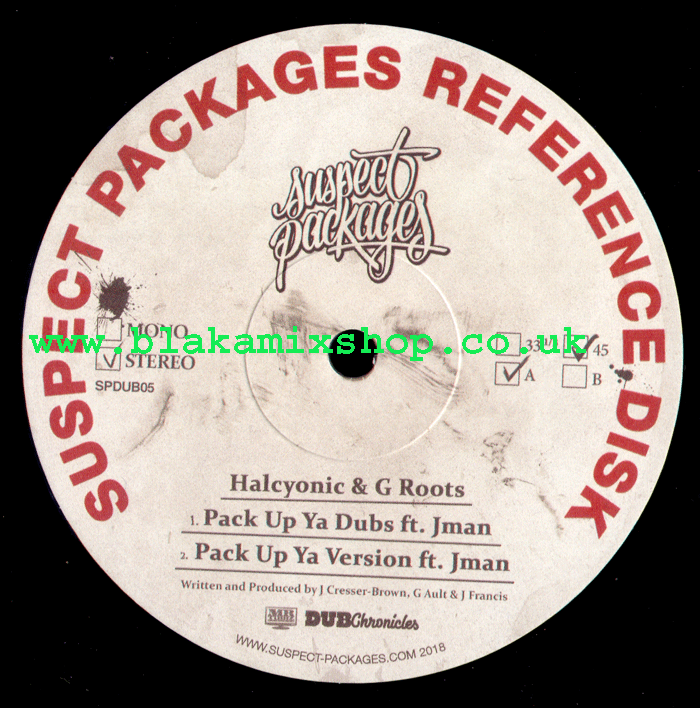 SUSPECT PACKAGES REFERENCE DISK
suspect
packages
www.blakamixshop.co.uk
MONO
STEREO
SPDUB05
45
A
B
Halcyonic & G Roots
1. Pack Up Ya Dubs ft. Jman
2. Pack Up Ya Version ft. Jman
Written and Produced by J Cresser-Brown, G Ault & J Francis
DUBChronicles
WWW.SUSPECT-PACKAGES.COM 2018